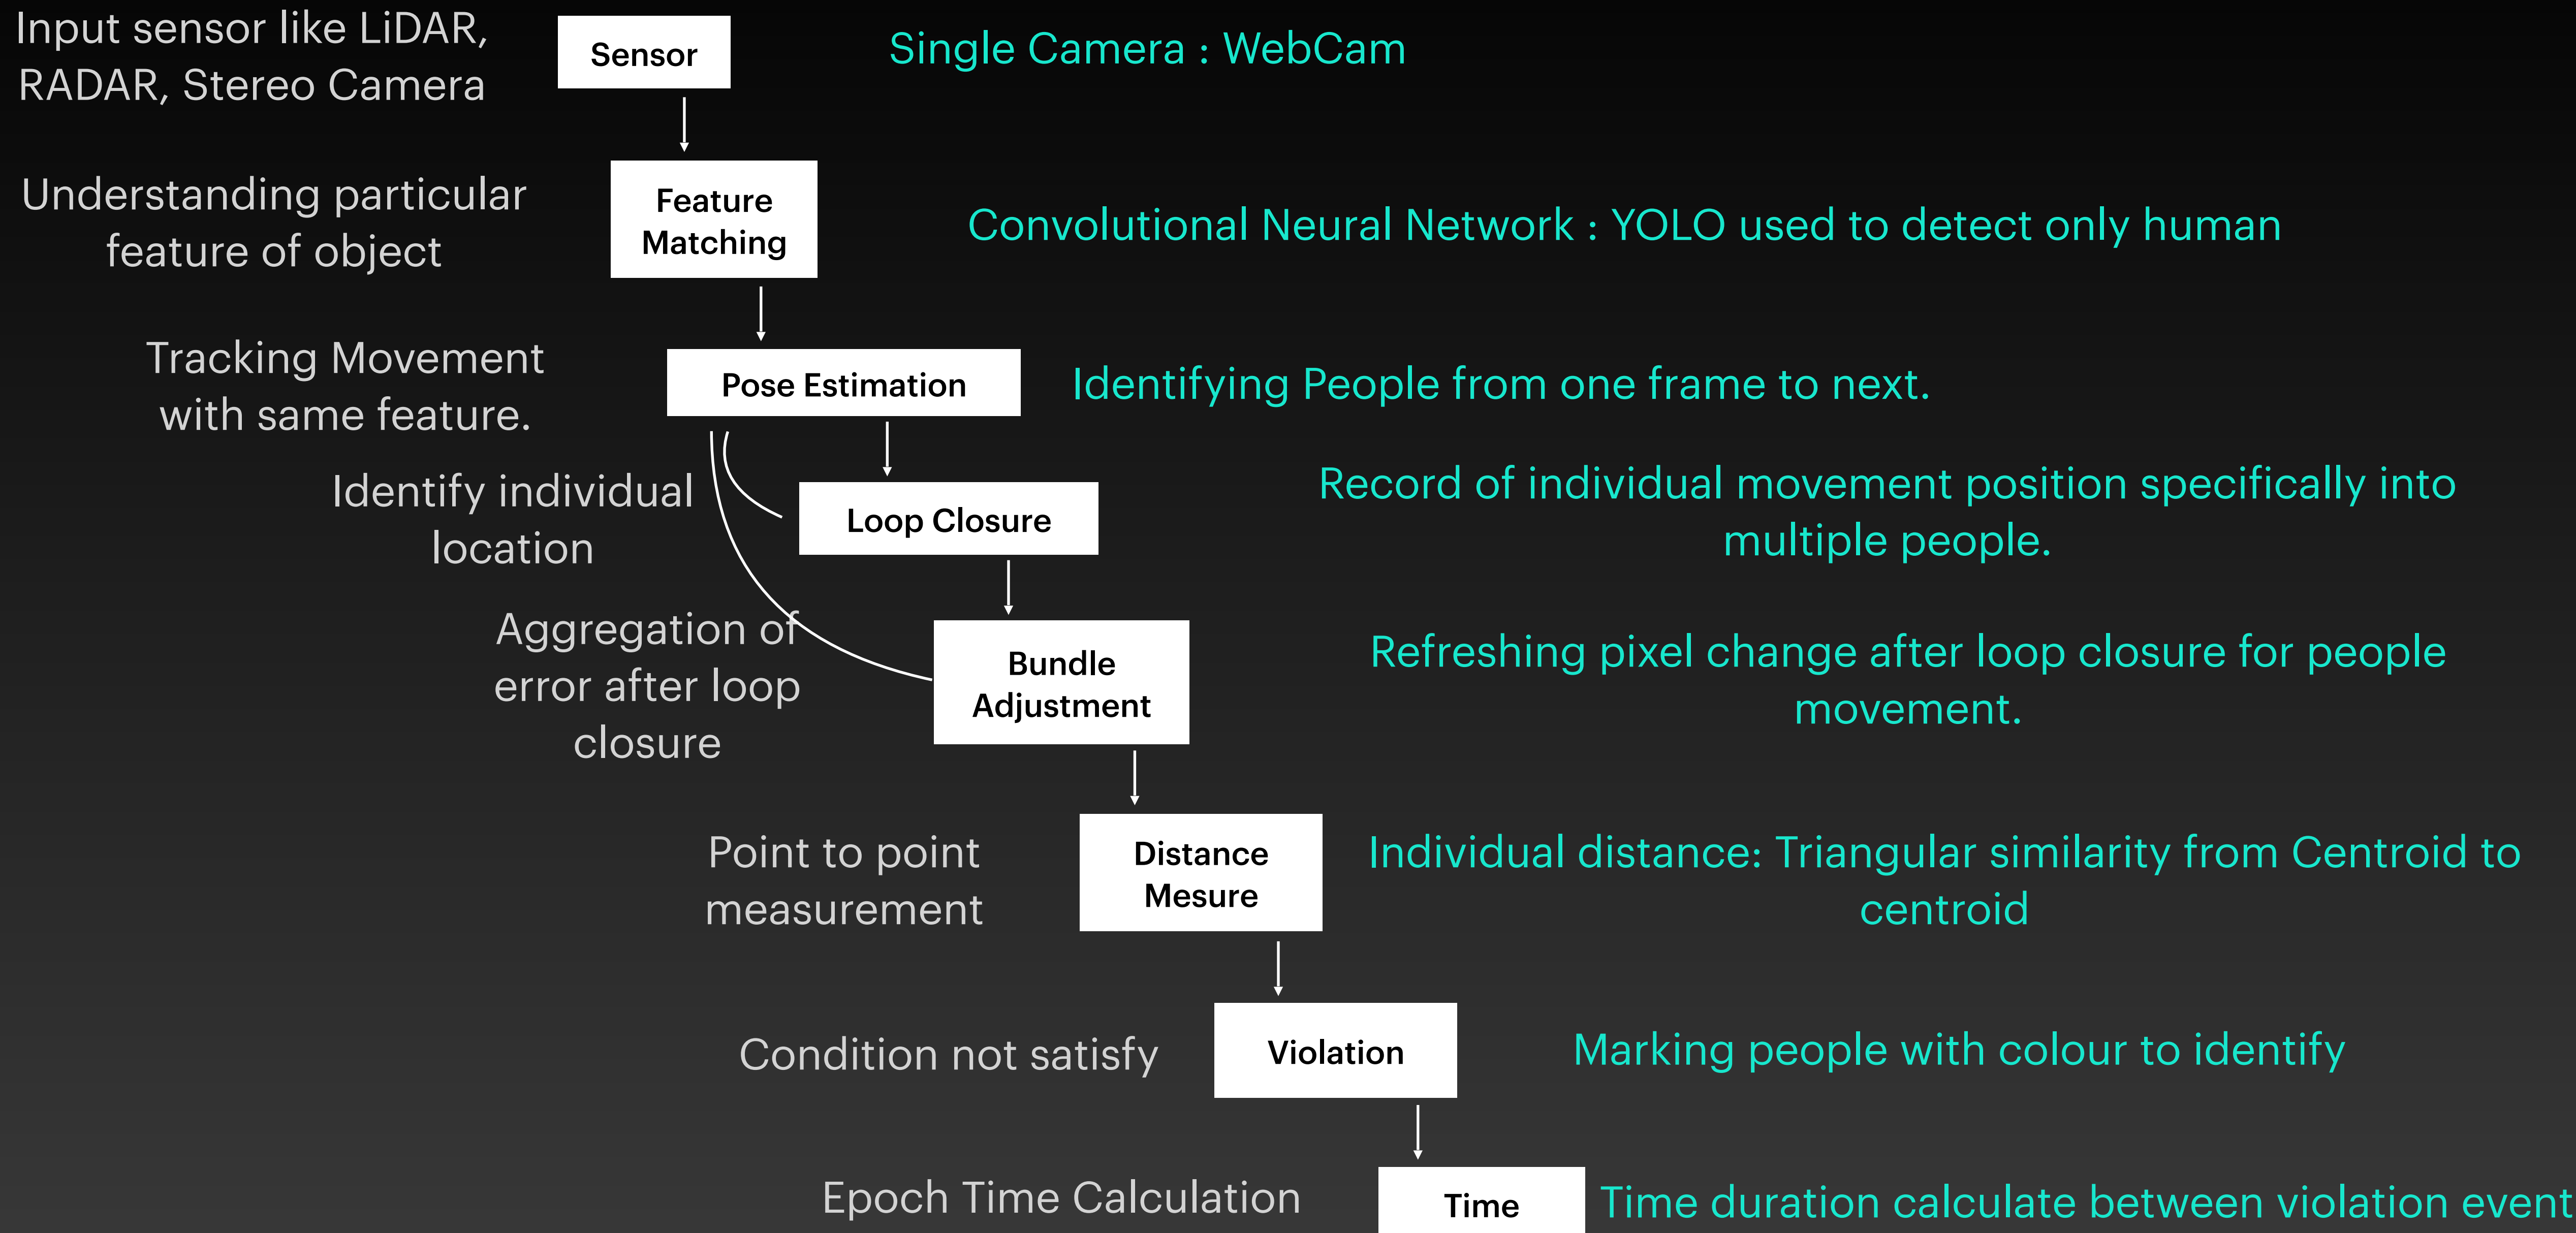 Input sensor like LiDAR,
RADAR, Stereo Camera
Sensor
Single Camera : WebCam
Understanding particular
feature of object
Feature
Matching
Convolutional Neural Network : YOLO used to detect only human
Tracking Movement
with same feature.
Pose Estimation
Identifying People from one frame to next.
Identify individual
location
Loop Closure
Record of individual movement position specifically into
multiple people.
Aggregation of
error after loop
closure
Bundle
Adjustment
Refreshing pixel change after loop closure for people
movement.
Point to point
measurement
Distance
Mesure
Individual distance: Triangular similarity from Centroid to
centroid
Condition not satisfy
Violation
Marking people with colour to identify
Epoch Time Calculation
Time
Time duration calculate between violation event